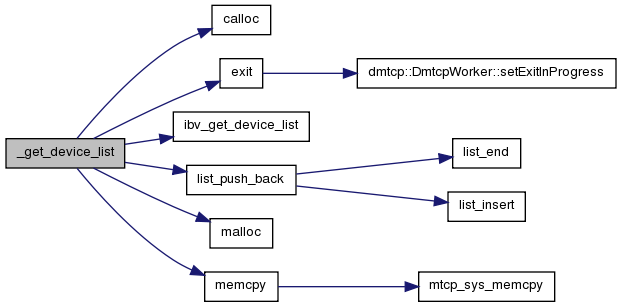 calloc
exit
dmtcp::DmtcpWorker::setExitInProgress
ibv_get_device_list
_get_device_list
list_push_back
list_end
list_insert
malloc
memcpy
mtcp_sys_memcpy